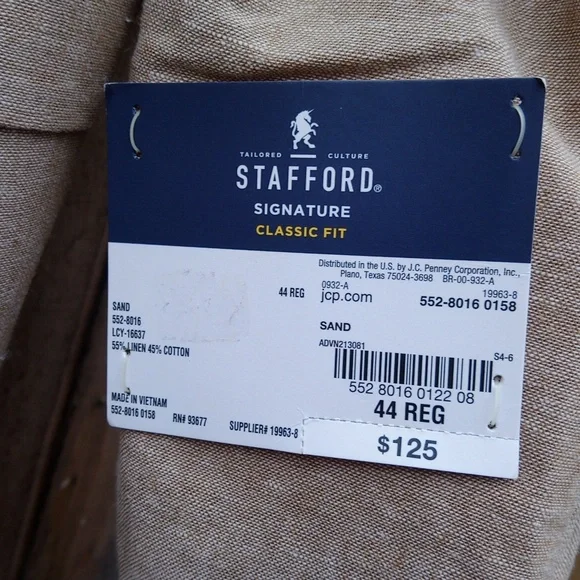 TAILORED CULTURE
STAFFORD®
SIGNATURE
CLASSIC FIT
Distributed in the U.S. by J.C. Penney Corporation, Inc.,
Plano, Texas 75024-3698 BR-00-932-A
0932-A 19963-8
44 REG jcp.com 552-8016 0158
SAND
552-8016
LCY-16637
55% LINEN 45% COTTON
MADE IN VIETNAM
552-8016 0158 RN# 93677 SUPPLIER# 19963-8
SAND
ADVN213081
S4-6
552 8016 0122 08
44 REG
$125